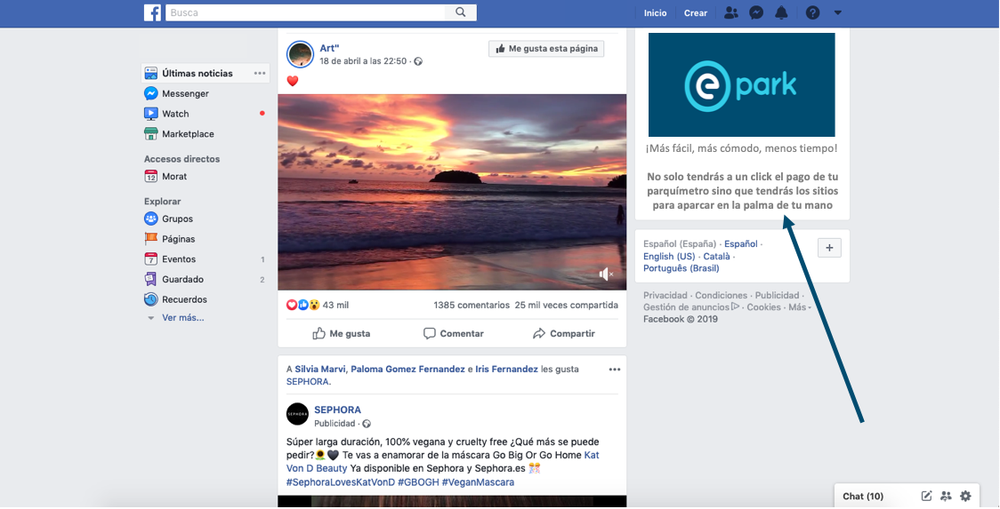 Busca
Inicio
Crear
Últimas noticias
Messenger
Watch
Marketplace
Accesos directos
12
Morat
Explorar
Grupos
Páginas
7
Eventos 1
Guardado 2
Recuerdos
Ver más...
Art"
18 de abril a las 22:50 ·
Me gusta esta página
43 mil
1385 comentarios 25 mil veces compartida
Me gusta
Comentar
Compartir
A Silvia Marvi, Paloma Gomez Fernandez e Iris Fernandez les gusta
SEPHORA.
SEPHORA
SEPHORA
Publicidad ·
Súper larga duración, 100% vegana y cruelty free ¿Qué más se puede
pedir?🌻🖤 Te vas a enamorar de la máscara Go Big Or Go Home Kat
Von D Beauty Ya disponible en Sephora y Sephora.es 🎊
#SephoraLovesKatVonD #GBOGH #VeganMascara
e park
¡Más fácil, más cómodo, menos tiempo!
No solo tendrás a un click el pago de tu
parquímetro sino que tendrás los sitios
para aparcar en la palma de tu mano
Español (España) · Español ·
English (US) · Català ·
Português (Brasil)
Privacidad · Condiciones · Publicidad ·
Gestión de anuncios · Cookies · Más
Facebook © 2019
Chat (10)